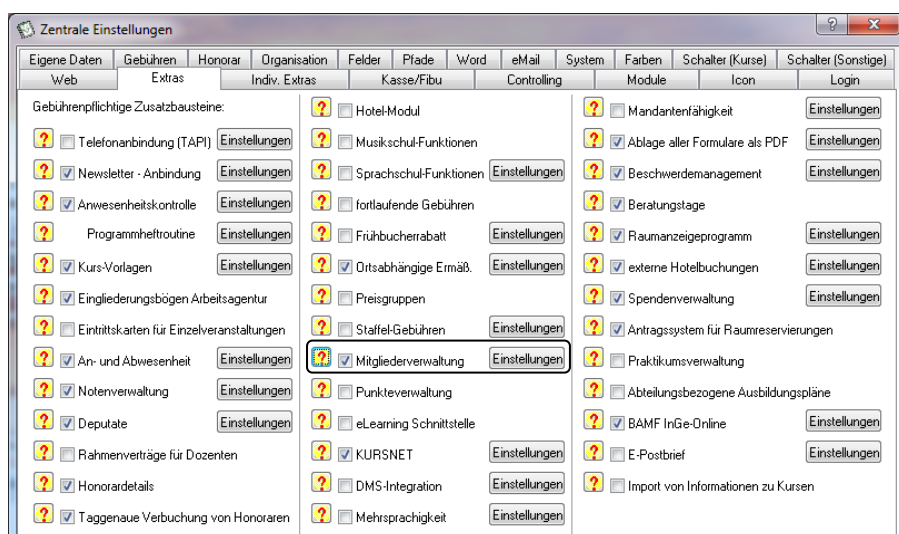 Zentrale Einstellungen
Eigene Daten Gebühren Honorar Organisation Felder Pfade Word eMail System Farben Schalter (Kurse) Schalter (Sonstige)
Web Extras Indiv. Extras Kasse/Fibu Controlling Module Icon Login
Gebührenpflichtige Zusatzbausteine:
? Telefonanbindung (TAPI) Einstellungen
? Newsletter - Anbindung Einstellungen
? Anwesenheitskontrolle Einstellungen
? Programmheftroutine Einstellungen
? Kurs-Vorlagen Einstellungen
? Eingliederungsbögen Arbeitsagentur
? Eintrittskarten für Einzelveranstaltungen
? An- und Abwesenheit Einstellungen
? Notenverwaltung Einstellungen
? Deputate Einstellungen
? Rahmenverträge für Dozenten
? Honorardetails
? Taggenaue Verbuchung von Honoraren
? Hotel-Modul
? Musikschul-Funktionen
? Sprachschul-Funktionen Einstellungen
? fortlaufende Gebühren
? Frühbucherrabatt Einstellungen
? Ortsabhängige Ermäß. Einstellungen
? Preisgruppen
? Staffel-Gebühren Einstellungen
? Mitgliederverwaltung Einstellungen
? Punkteverwaltung
? eLearning Schnittstelle
? KURSNET Einstellungen
? DMS-Integration Einstellungen
? Mehrsprachigkeit Einstellungen
? Mandantenfähigkeit Einstellungen
? Ablage aller Formulare als PDF Einstellungen
? Beschwerdemanagement Einstellungen
? Beratungstage
? Raumanzeigeprogramm Einstellungen
? externe Hotelbuchungen Einstellungen
? Spendenverwaltung Einstellungen
? Antragssystem für Raumreservierungen
? Praktikumsverwaltung
? Abteilungsbezogene Ausbildungspläne
? BAMF InGe-Online Einstellungen
? E-Postbrief Einstellungen
? Import von Informationen zu Kursen